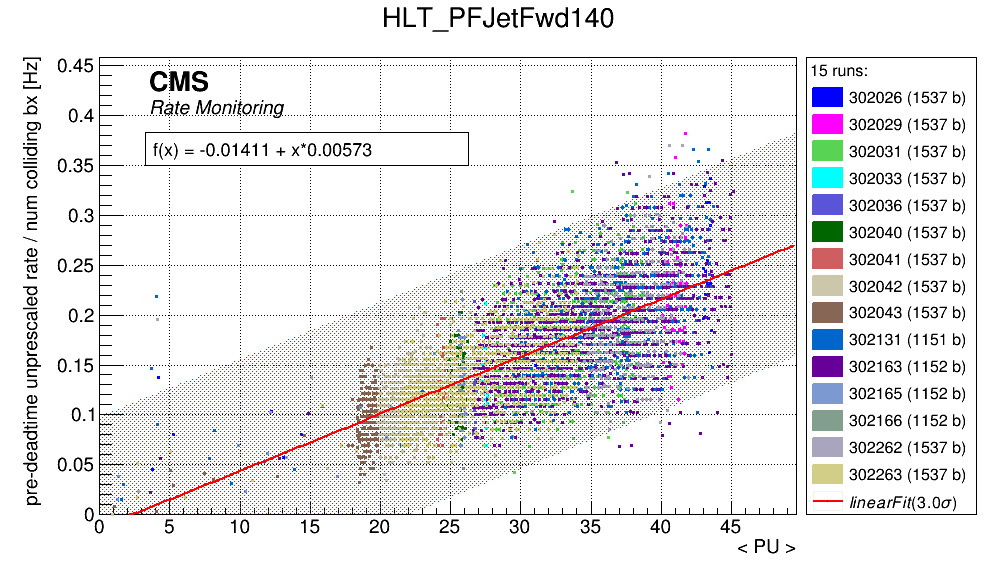 HLT_PFJetFwd140
pre-deadtime unprescaled rate / num colliding bx [Hz]
0.45
0.4
0.35
0.3
0.25
0.2
0.15
0.1
0.05
0
CMS
Rate Monitoring
f(x) = -0.01411 + x*0.00573
0 5 10 15 20 25 30 35 40 45
< PU >
15 runs:
302026 (1537 b)
302029 (1537 b)
302031 (1537 b)
302033 (1537 b)
302036 (1537 b)
302040 (1537 b)
302041 (1537 b)
302042 (1537 b)
302043 (1537 b)
302131 (1151 b)
302163 (1152 b)
302165 (1152 b)
302166 (1152 b)
302262 (1537 b)
302263 (1537 b)
linearFit(3.0σ)